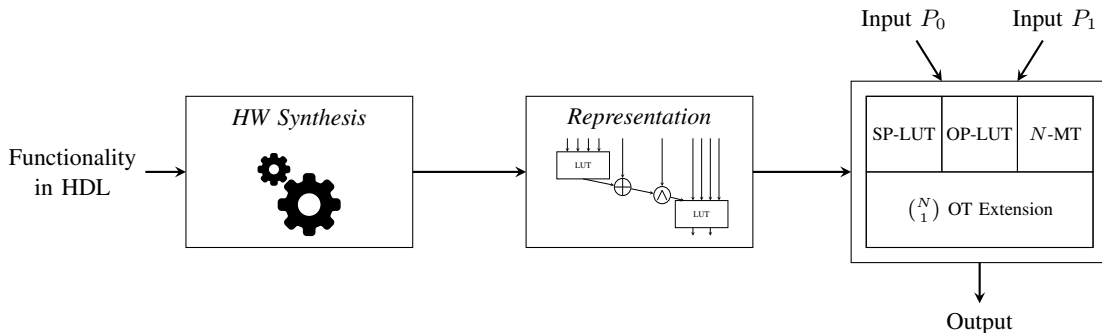 Input P₀
Input P₁
HW Synthesis
Representation
Functionality
in HDL
LUT
LUT
SP-LUT
OP-LUT
N-MT
(N 1) OT Extension
Output